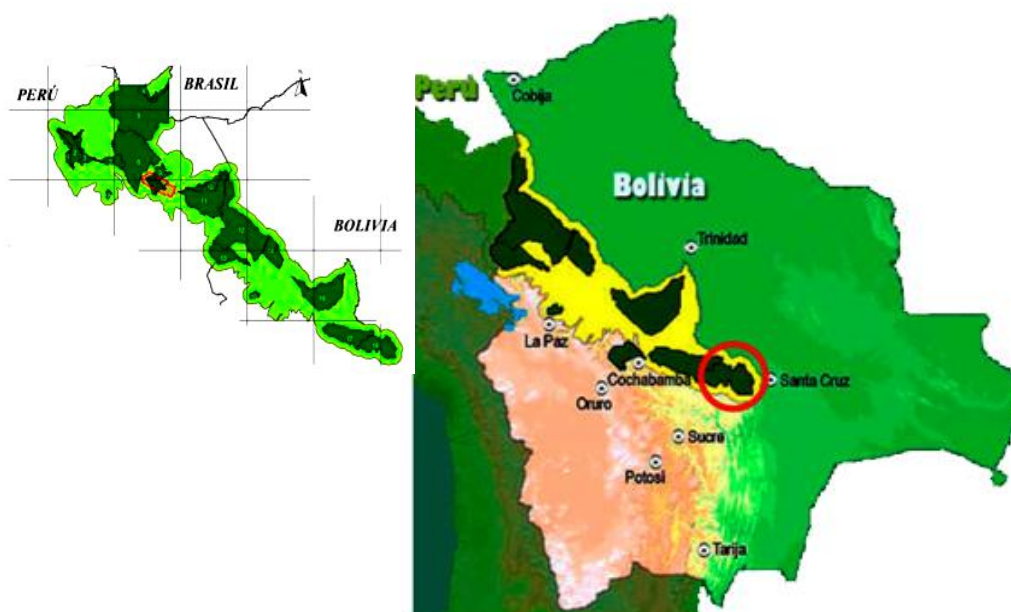 PERÚ
BRASIL
BOLIVIA
Perú
Cobija
Bolivia
Trinidad
La Paz
Cochabamba
Santa Cruz
Oruro
Sucre
Potosí
Tarija